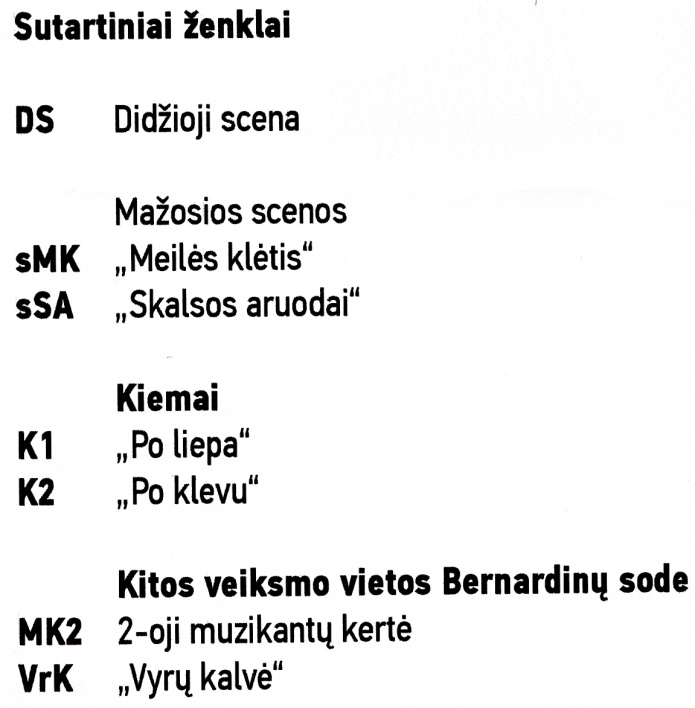 Sutartiniai ženklai
DS Didžioji scena
Mažosios scenos
sMK „Meilės klėtis“
sSA „Skalsos aruodai“
Kiemai
K1 „Po liepa“
K2 „Po klevu“
Kitos veiksmo vietos Bernardinų sode
MK2 2-oji muzikantų kertė
VrK „Vyrų kalvė“